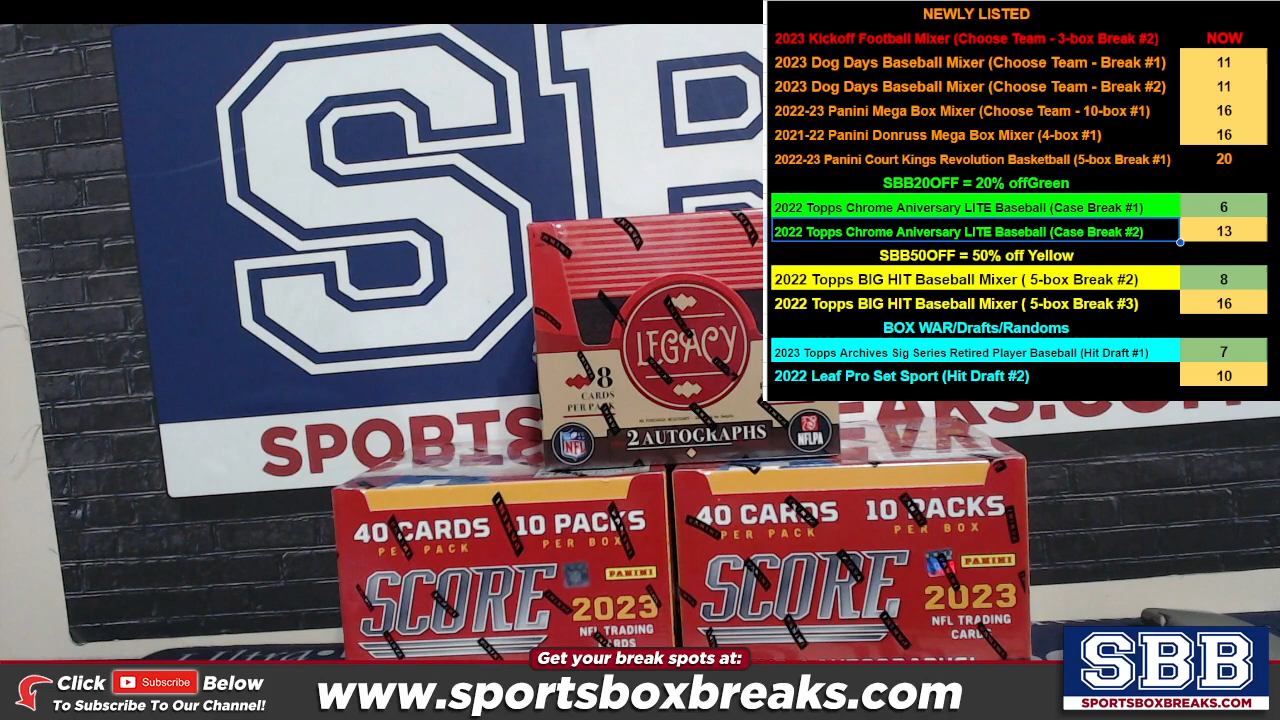 NEWLY LISTED
2023 Kickoff Football Mixer (Choose Team - 3-box Break #2) NOW
2023 Dog Days Baseball Mixer (Choose Team - Break #1) 11
2023 Dog Days Baseball Mixer (Choose Team - Break #2) 11
2022-23 Panini Mega Box Mixer (Choose Team - 10-box #1) 16
2021-22 Panini Donruss Mega Box Mixer (4-box #1) 16
2022-23 Panini Court Kings Revolution Basketball (5-box Break #1) 20
SBB20OFF = 20% offGreen
2022 Topps Chrome Aniversary LITE Baseball (Case Break #1) 6
2022 Topps Chrome Aniversary LITE Baseball (Case Break #2) 13
SBB50OFF = 50% off Yellow
2022 Topps BIG HIT Baseball Mixer ( 5-box Break #2) 8
2022 Topps BIG HIT Baseball Mixer ( 5-box Break #3) 16
BOX WAR/Drafts/Randoms
2023 Topps Archives Sig Series Retired Player Baseball (Hit Draft #1) 7
2022 Leaf Pro Set Sport (Hit Draft #2) 10
LEGACY
8
CARDS
PER PACK
2 AUTOGRAPHS
NFL
NFLPA
40 CARDS PER PACK
10 PACKS PER BOX
SCORE
PANINI
2023
NFL TRADING
CARDS
40 CARDS PER PACK
10 PACKS PER BOX
SCORE
PANINI
2023
NFL TRADING
CARDS
Get your break spots at:
Click Subscribe Below
To Subscribe To Our Channel!
www.sportsboxbreaks.com
SBB
SPORTSBOXBREAKS.COM